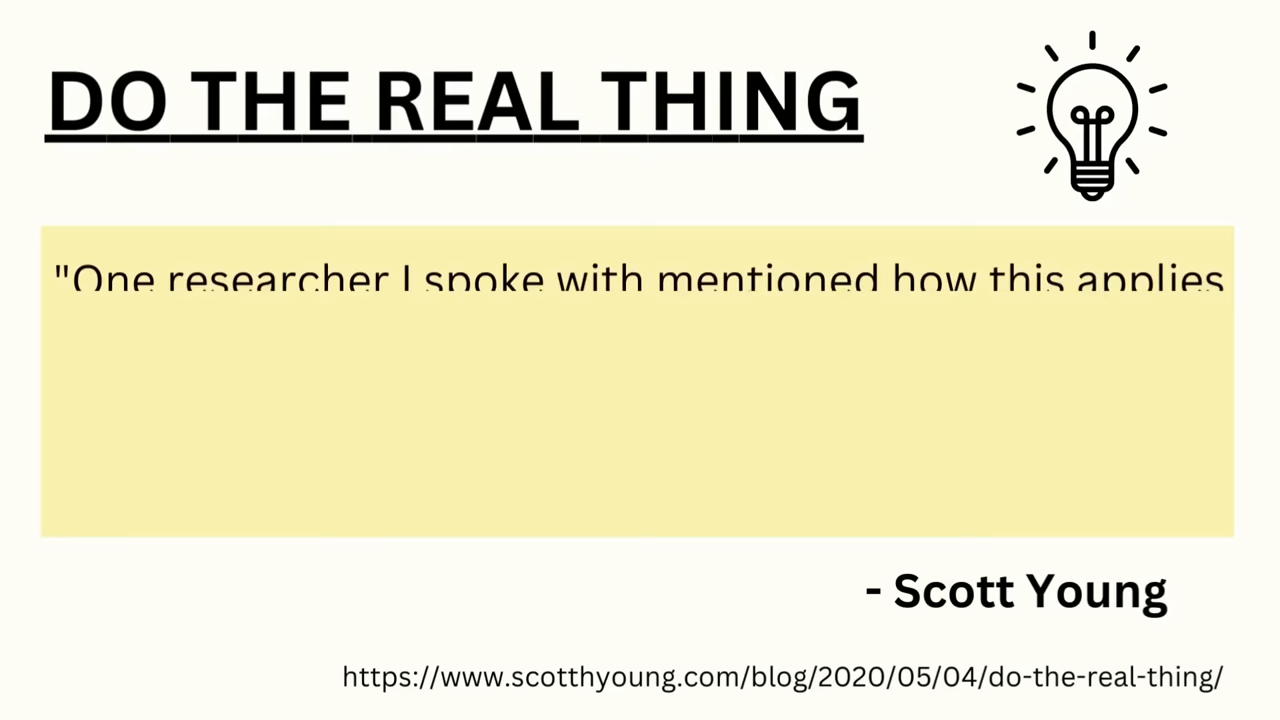 DO THE REAL THING
"One researcher I spoke with mentioned how this applies
- Scott Young
https://www.scotthyoung.com/blog/2020/05/04/do-the-real-thing/